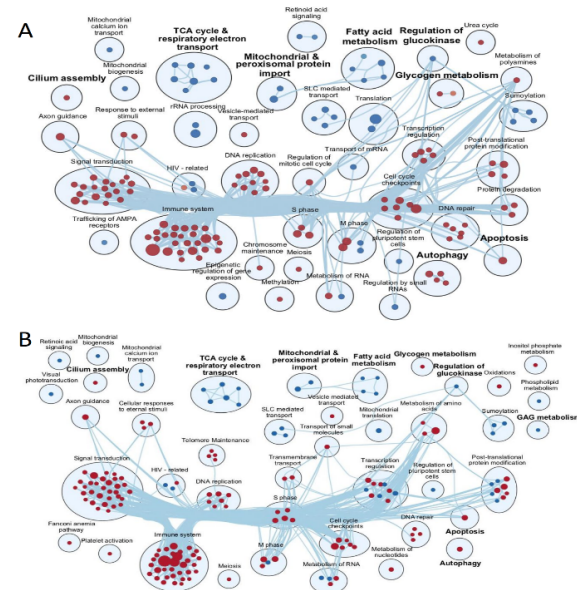 A
Mitochondrial
calcium ion
transport
TCA cycle &
respiratory electron
transport
Retinoid acid
signaling
Fatty acid
metabolism
Regulation of
glucokinase
Urea cycle
Mitochondrial
biogenesis
Mitochondrial &
peroxisomal protein
import
Metabolism of
polyamines
Cilium assembly
Glycogen metabolism
SLC mediated
transport
Axon guidance
Response to external
stimuli
rRNA processing
Vesicle-mediated
transport
Translation
Sumoylation
Transcription
regulation
Post-translational
protein modification
Signal transduction
HIV - related
DNA replication
Regulation of
mitotic cell cycle
Transport of mRNA
Cell cycle
checkpoints
Protein degradation
Immune system
S phase
M phase
DNA repair
Trafficking of AMPA
receptors
Regulation of
pluripotent stem
cells
Apoptosis
Chromosome
maintenance
Meiosis
Autophagy
Epigenetic
regulation of gene
expression
Methylation
Metabolism of RNA
Regulation by small
RNAs
B
Retinoic acid
signaling
Mitochondrial
biogenesis
Mitochondrial
calcium ion
transport
TCA cycle &
respiratory electron
transport
Mitochondrial &
peroxisomal protein
import
Fatty acid
metabolism
Glycogen metabolism
Regulation of
glucokinase
Inositol phosphate
metabolism
Visual
phototransduction
Cilium assembly
Oxidations
Phospholipid
metabolism
Axon guidance
Cellular responses
to eternal stimuli
SLC mediated
transport
Vesicle mediated
transport
Mitochondrial
translation
Metabolism of amino
acids
Sumoylation
GAG metabolism
Telomore Maintenance
Transport of small
molecules
Signal transduction
HIV - related
DNA replication
Transmembrane
transport
Transcription
regulation
Regulation of
pluripotent stem
cells
Post-translational
protein modification
S phase
Fanconi anemia
pathway
Platelet activation
Immune system
Meiosis
M phase
Cell cycle
checkpoints
DNA repair
Apoptosis
Metabolism of RNA
Metabolism of
nucleotides
Autophagy